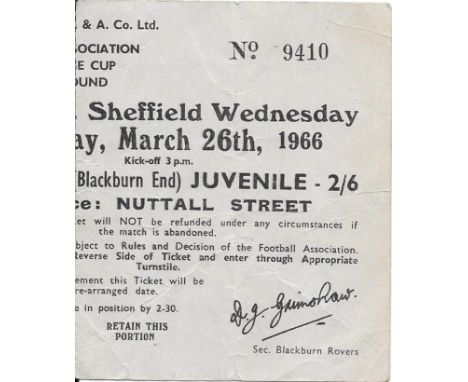 & A. Co. Ltd.
SOCIATION
E CUP
OUND
Nº 9410
Sheffield Wednesday
ay, March 26th, 1966
Kick-off 3 p.m.
(Blackburn End) JUVENILE - 2/6
ce: NUTTALL STREET
ket will NOT be refunded under any circumstances if
the match is abandoned.
bject to Rules and Decision of the Football Association.
Reverse Side of Ticket and enter through Appropriate
Turnstile.
ement this Ticket will be
re-arranged date.
e in position by 2-30.
RETAIN THIS
PORTION
D. G. Grimshaw.
Sec. Blackburn Rovers